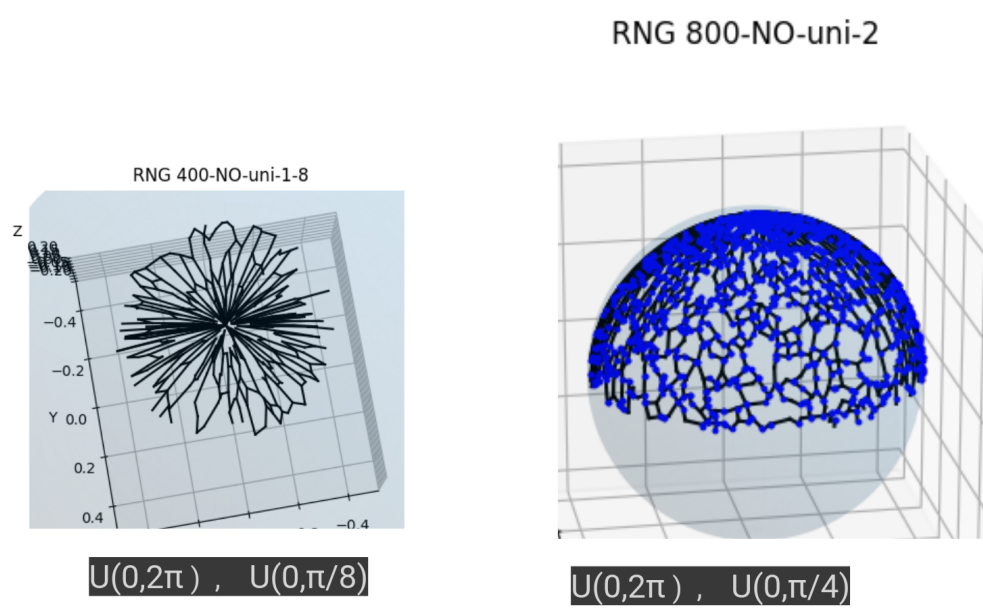 RNG 800-NO-uni-2
RNG 400-NO-uni-1-8
Z
−0.4
−0.2
Y 0.0
0.2
0.4
−0.4
U(0,2π ) , U(0,π/8)
U(0,2π ) , U(0,π/4)